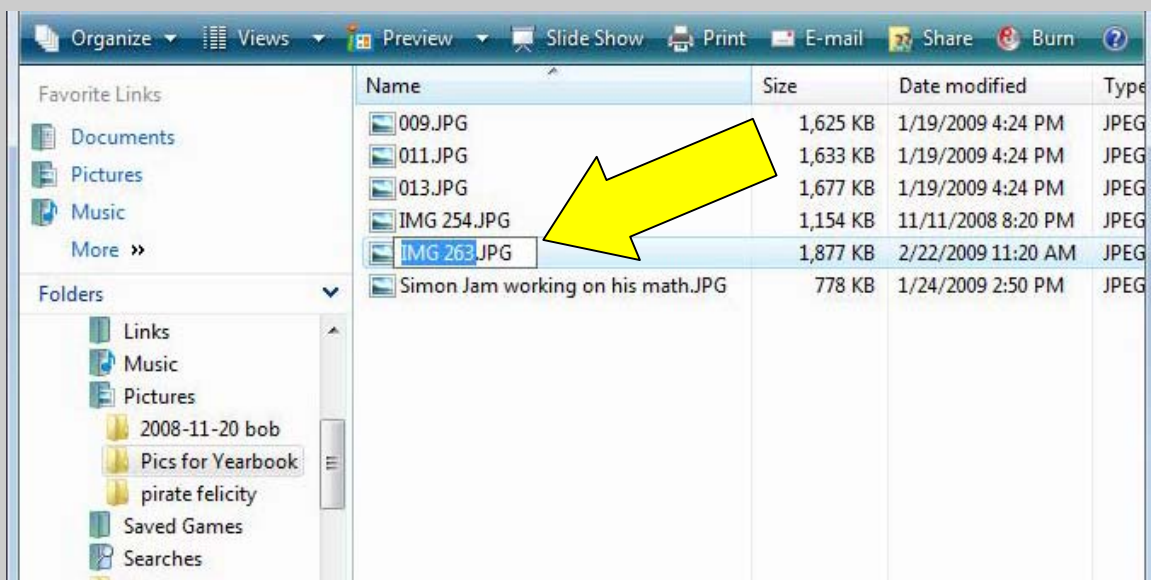 Organize Views Preview Slide Show Print E-mail Share Burn ?
Favorite Links
Documents
Pictures
Music
More »
Folders
Links
Music
Pictures
2008-11-20 bob
Pics for Yearbook
pirate felicity
Saved Games
Searches
Name Size Date modified Type
009.JPG 1,625 KB 1/19/2009 4:24 PM JPEG
011.JPG 1,633 KB 1/19/2009 4:24 PM JPEG
013.JPG 1,677 KB 1/19/2009 4:24 PM JPEG
IMG 254.JPG 1,154 KB 11/11/2008 8:20 PM JPEG
IMG 263.JPG 1,877 KB 2/22/2009 11:20 AM JPEG
Simon Jam working on his math.JPG 778 KB 1/24/2009 2:50 PM JPEG